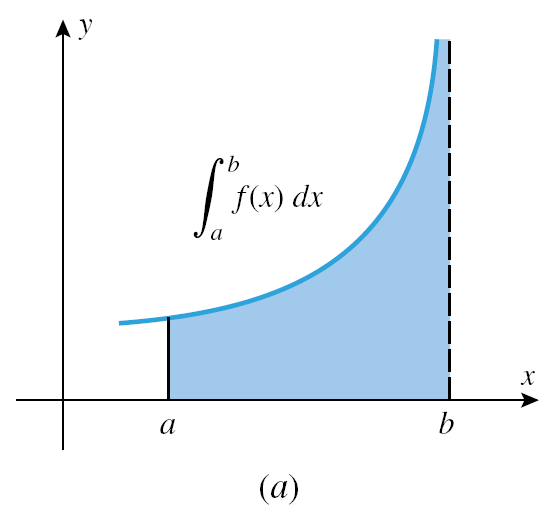 y
∫_a^b f(x) dx
x
a
b
(a)